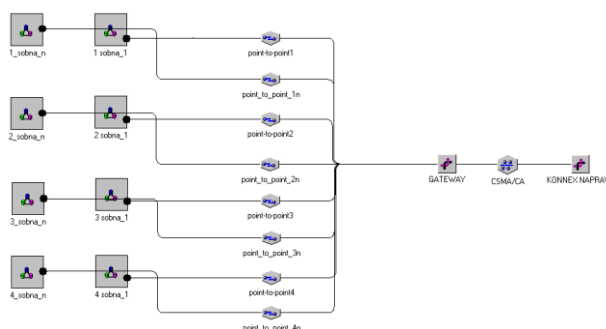 1_sobna_n
1 sobna_1
point-to-point1
point_to_point_1n
2_sobna_n
2 sobna_1
point-to-point2
point_to_point_2n
GATEWAY
CSMA/CA
KONNEX NAPRAV
3_sobna_n
3 sobna_1
point-to-point3
point_to_point_3n
4_sobna_n
4 sobna_1
point-to-point4
point_to_point_4n